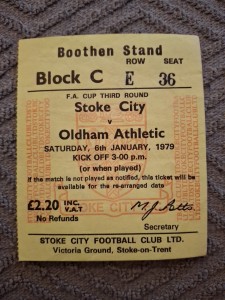 Boothen Stand
ROW SEAT
Block C E 36
F.A. CUP THIRD ROUND
Stoke City
v
Oldham Athletic
SATURDAY, 6th JANUARY, 1979
KICK OFF 3-00 p.m.
(or when played)
If the match is not played as notified, this ticket will be
available for the re-arranged date
£2.20 INC. V.A.T
No Refunds
Secretary
STOKE CITY FOOTBALL CLUB LTD.
Victoria Ground, Stoke-on-Trent